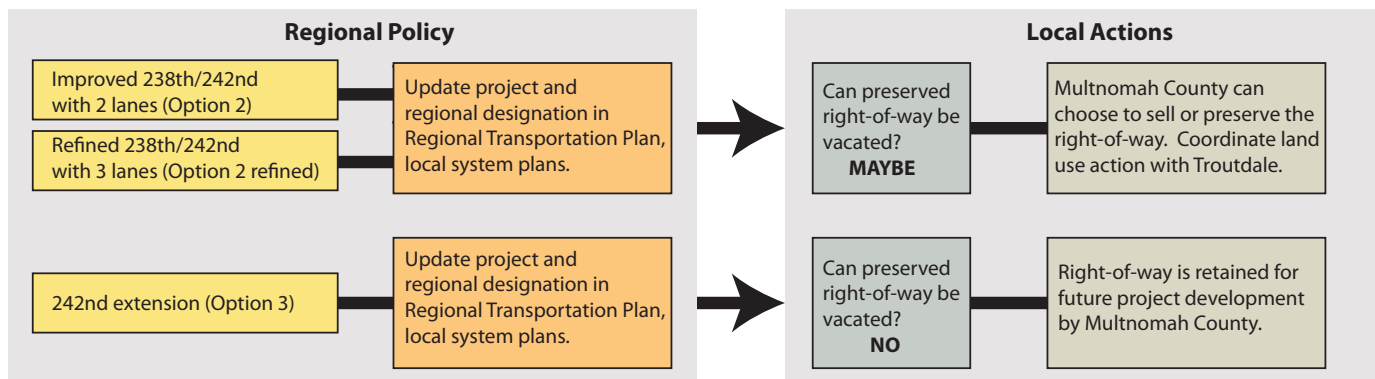 Regional Policy
Improved 238th/242nd
with 2 lanes (Option 2)
Refined 238th/242nd
with 3 lanes (Option 2 refined)
Update project and
regional designation in
Regional Transportation Plan,
local system plans.
242nd extension (Option 3)
Update project and
regional designation in
Regional Transportation Plan,
local system plans.
Local Actions
Can preserved
right-of-way be
vacated?
MAYBE
Multnomah County can
choose to sell or preserve the
right-of-way. Coordinate land
use action with Troutdale.
Can preserved
right-of-way be
vacated?
NO
Right-of-way is retained for
future project development
by Multnomah County.